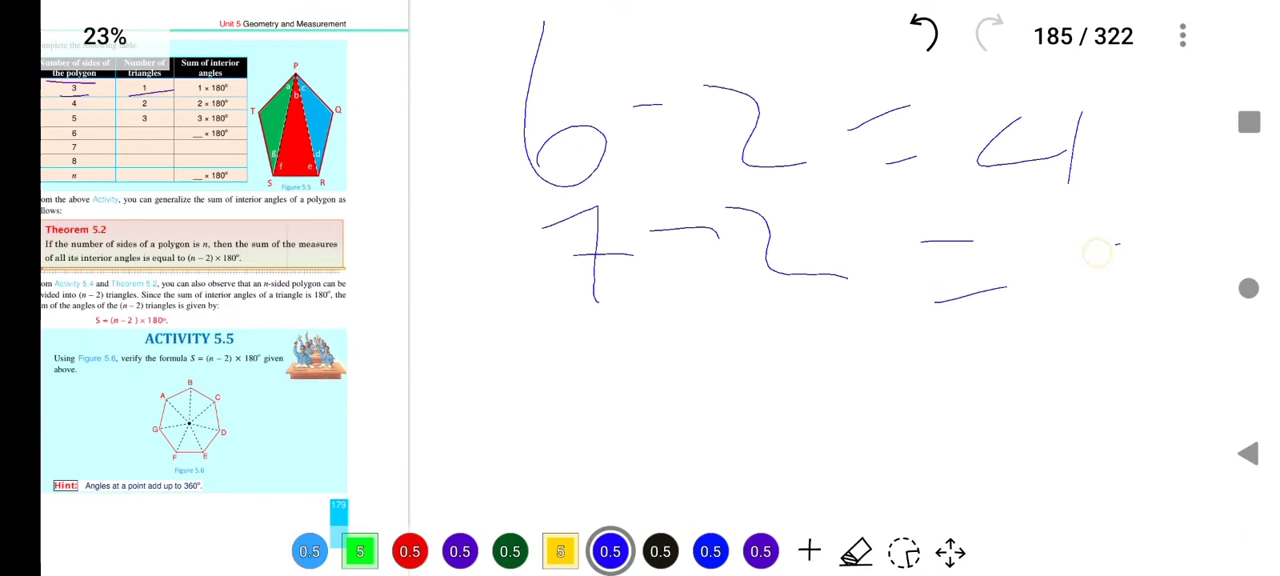 Unit 5 Geometry and Measurement
23%
185 / 322
complete the following table.
Number of sides of the polygon Number of triangles Sum of interior angles
3 1 1 × 180°
4 2 2 × 180°
5 3 3 × 180°
6 __ × 180°
7
8
n __ × 180°
P
a c
b
T Q
g d
f e
S R
Figure 5.5
om the above Activity, you can generalize the sum of interior angles of a polygon as
llows:
Theorem 5.2
If the number of sides of a polygon is n, then the sum of the measures
of all its interior angles is equal to (n – 2) × 180°.
om Activity 5.4 and Theorem 5.2, you can also observe that an n-sided polygon can be
vided into (n – 2) triangles. Since the sum of interior angles of a triangle is 180°, the
m of the angles of the (n – 2) triangles is given by:
S = (n – 2 ) × 180°.
ACTIVITY 5.5
Using Figure 5.6, verify the formula S = (n – 2) × 180° given
above.
B
A C
G D
F E
Figure 5.6
Hint: Angles at a point add up to 360°.
179
6 - 2 = 4
7 - 2 =
0.5 5 0.5 0.5 0.5 5 0.5 0.5 0.5 0.5